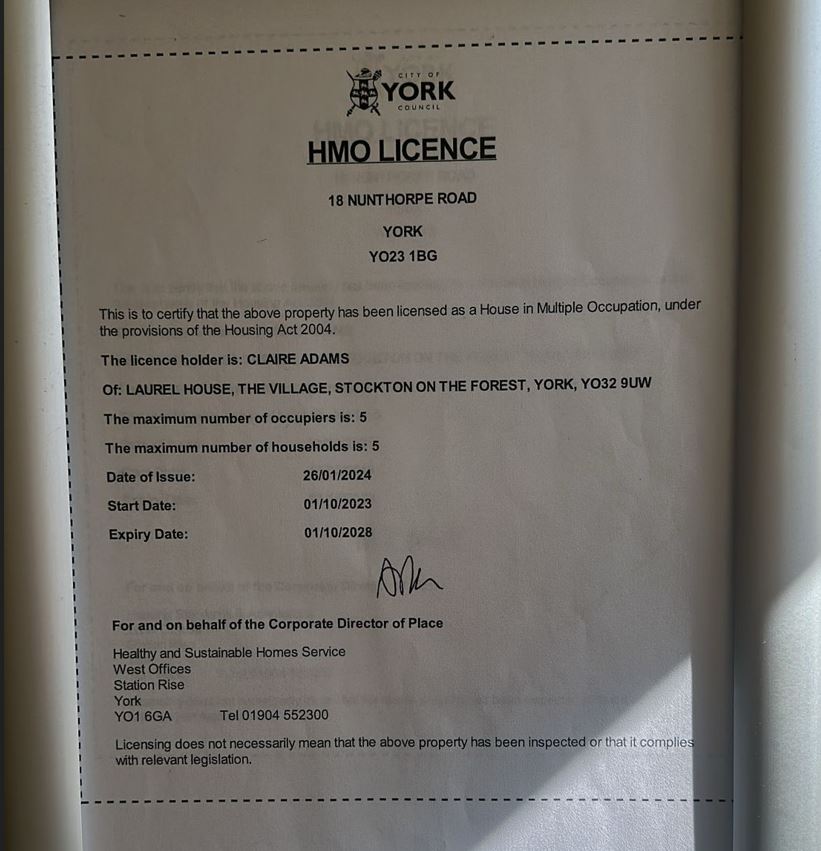 CITY OF
YORK
COUNCIL
HMO LICENCE
18 NUNTHORPE ROAD
YORK
YO23 1BG
This is to certify that the above property has been licensed as a House in Multiple Occupation, under
the provisions of the Housing Act 2004.
The licence holder is: CLAIRE ADAMS
Of: LAUREL HOUSE, THE VILLAGE, STOCKTON ON THE FOREST, YORK, YO32 9UW
The maximum number of occupiers is: 5
The maximum number of households is: 5
Date of Issue: 26/01/2024
Start Date: 01/10/2023
Expiry Date: 01/10/2028
For and on behalf of the Corporate Director of Place
Healthy and Sustainable Homes Service
West Offices
Station Rise
York
YO1 6GA Tel 01904 552300
Licensing does not necessarily mean that the above property has been inspected or that it complies
with relevant legislation.